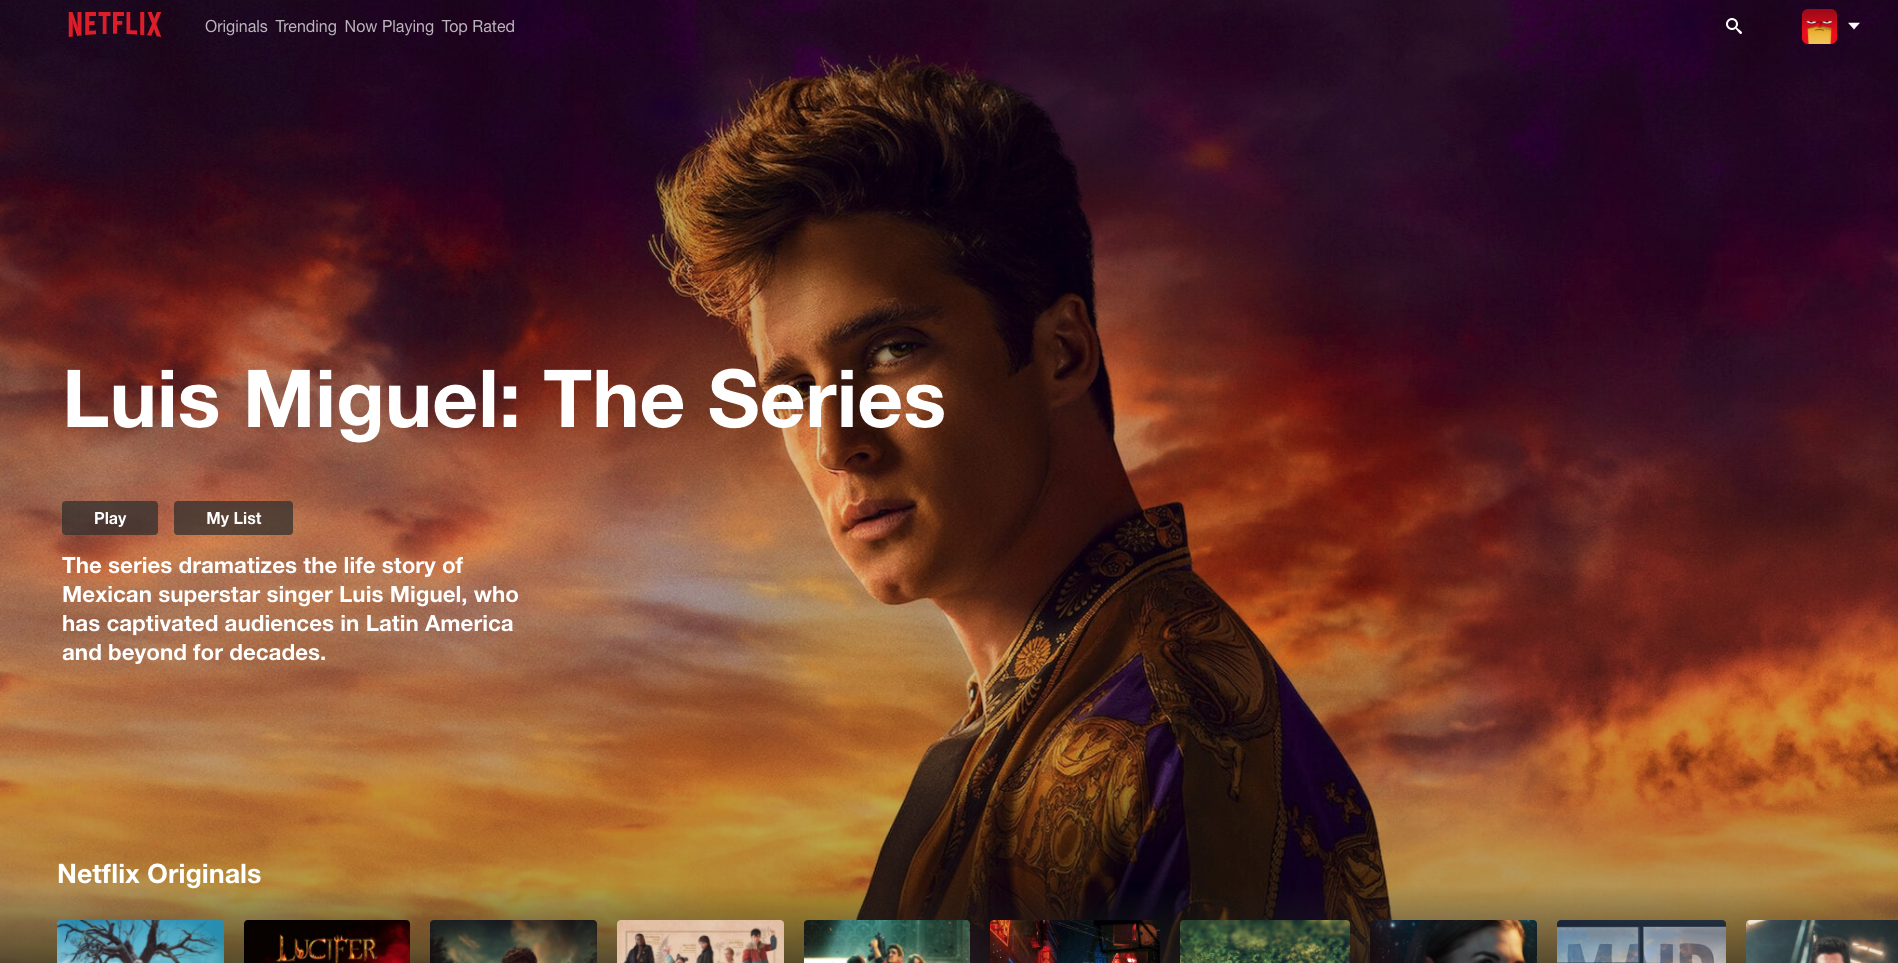 NETFLIX
Originals Trending Now Playing Top Rated
Luis Miguel: The Series
Play
My List
The series dramatizes the life story of
Mexican superstar singer Luis Miguel, who
has captivated audiences in Latin America
and beyond for decades.
Netflix Originals
LUCIFER
MAID